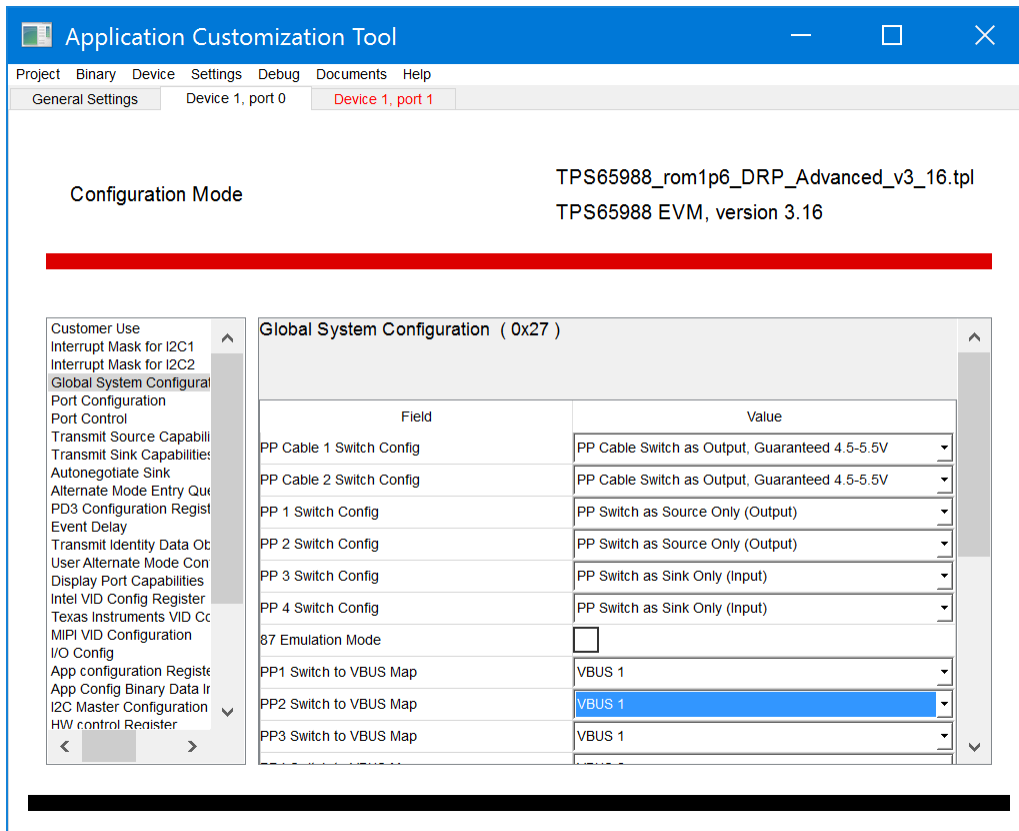 Application Customization Tool
Project Binary Device Settings Debug Documents Help
General Settings Device 1, port 0 Device 1, port 1
Configuration Mode
TPS65988_rom1p6_DRP_Advanced_v3_16.tpl
TPS65988 EVM, version 3.16
Customer Use
Interrupt Mask for I2C1
Interrupt Mask for I2C2
Global System Configurat
Port Configuration
Port Control
Transmit Source Capabili
Transmit Sink Capabilities
Autonegotiate Sink
Alternate Mode Entry Que
PD3 Configuration Regist
Event Delay
Transmit Identity Data Ob
User Alternate Mode Con
Display Port Capabilities
Intel VID Config Register
Texas Instruments VID Co
MIPI VID Configuration
I/O Config
App configuration Registe
App Config Binary Data In
I2C Master Configuration
HW control Register
Global System Configuration ( 0x27 )
Field Value
PP Cable 1 Switch Config PP Cable Switch as Output, Guaranteed 4.5-5.5V
PP Cable 2 Switch Config PP Cable Switch as Output, Guaranteed 4.5-5.5V
PP 1 Switch Config PP Switch as Source Only (Output)
PP 2 Switch Config PP Switch as Source Only (Output)
PP 3 Switch Config PP Switch as Sink Only (Input)
PP 4 Switch Config PP Switch as Sink Only (Input)
87 Emulation Mode
PP1 Switch to VBUS Map VBUS 1
PP2 Switch to VBUS Map VBUS 1
PP3 Switch to VBUS Map VBUS 1